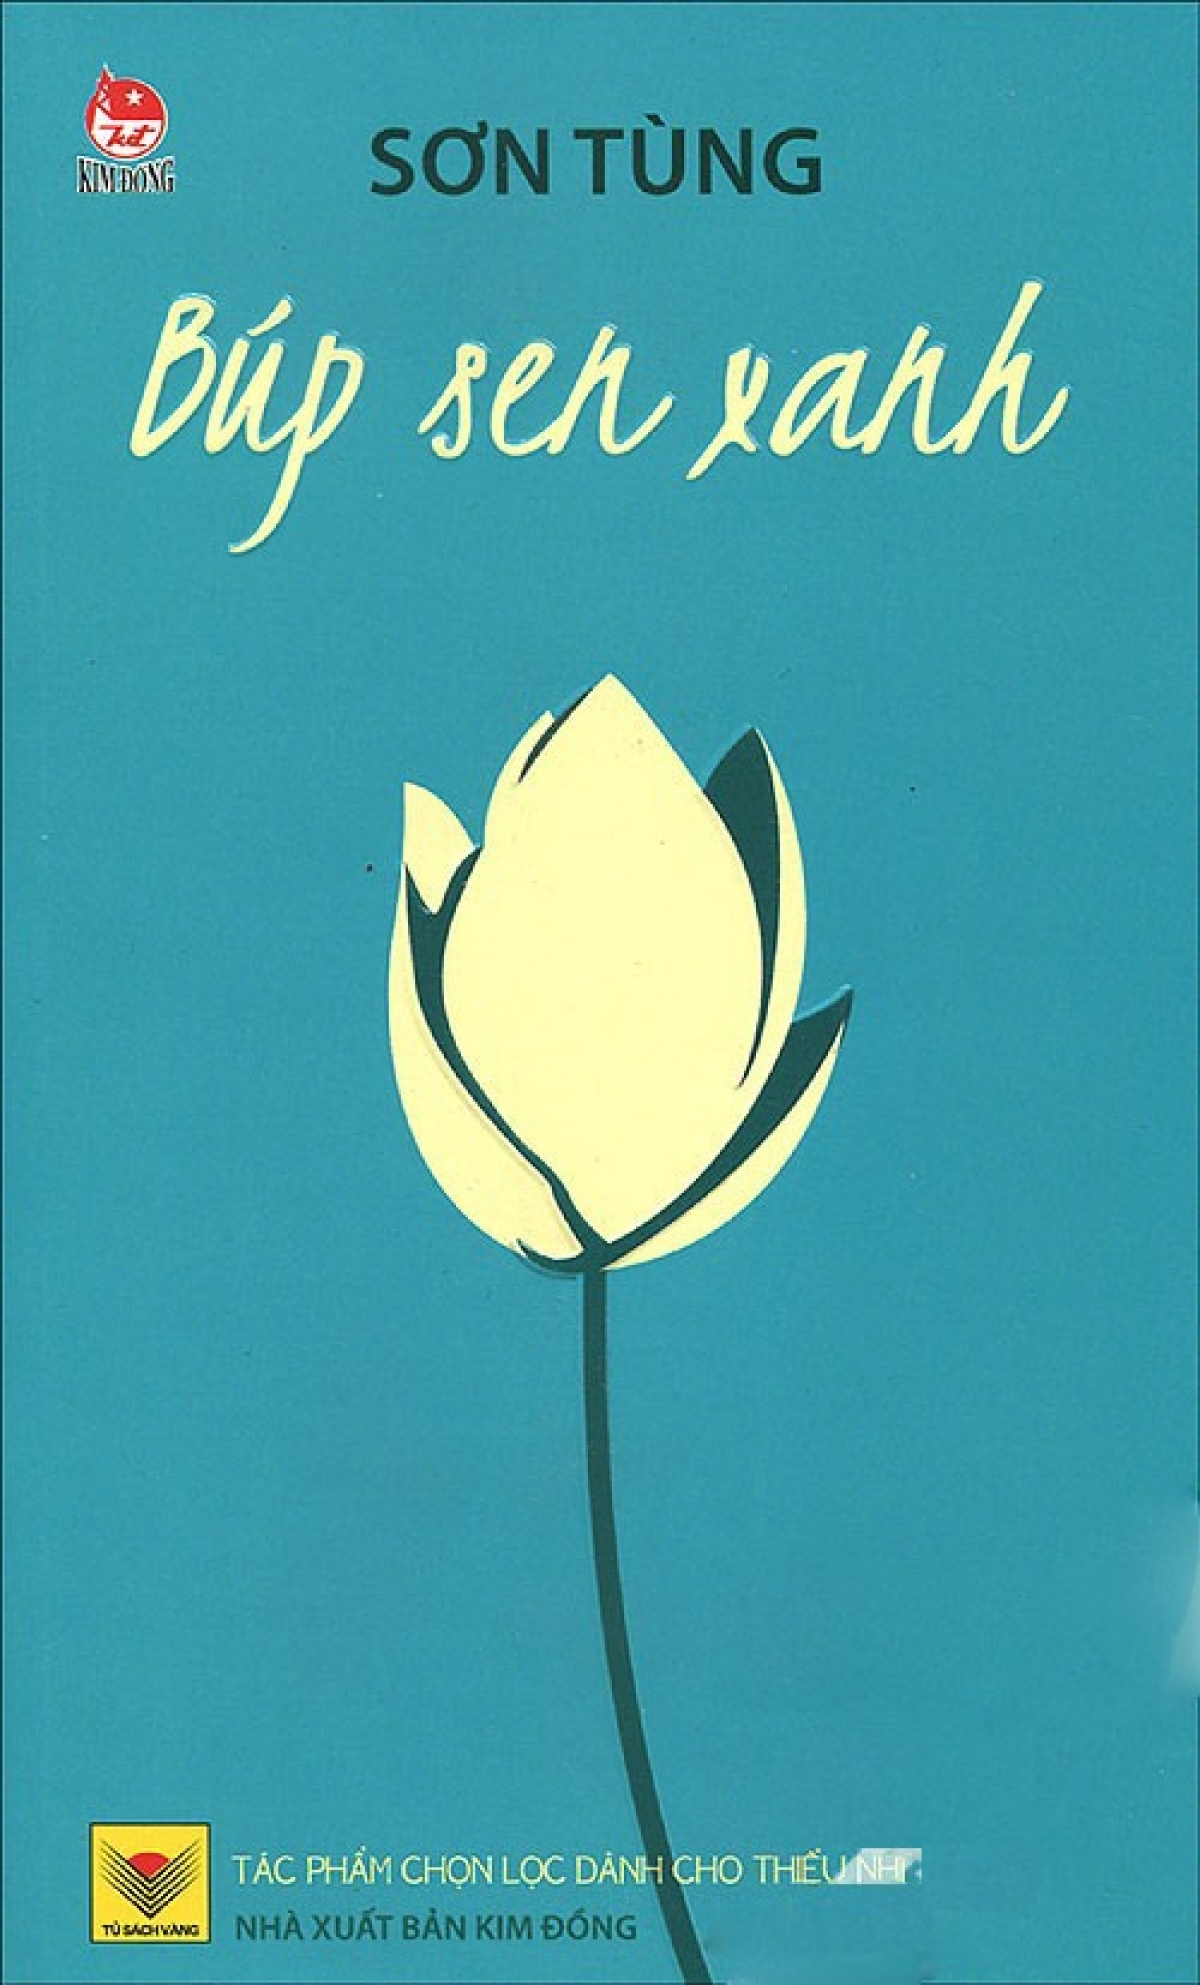 Kđ
KIM ĐỒNG
SƠN TÙNG
Búp sen xanh
TỦ SÁCH VÀNG
TÁC PHẨM CHỌN LỌC DÀNH CHO THIẾU NHI
NHÀ XUẤT BẢN KIM ĐỒNG